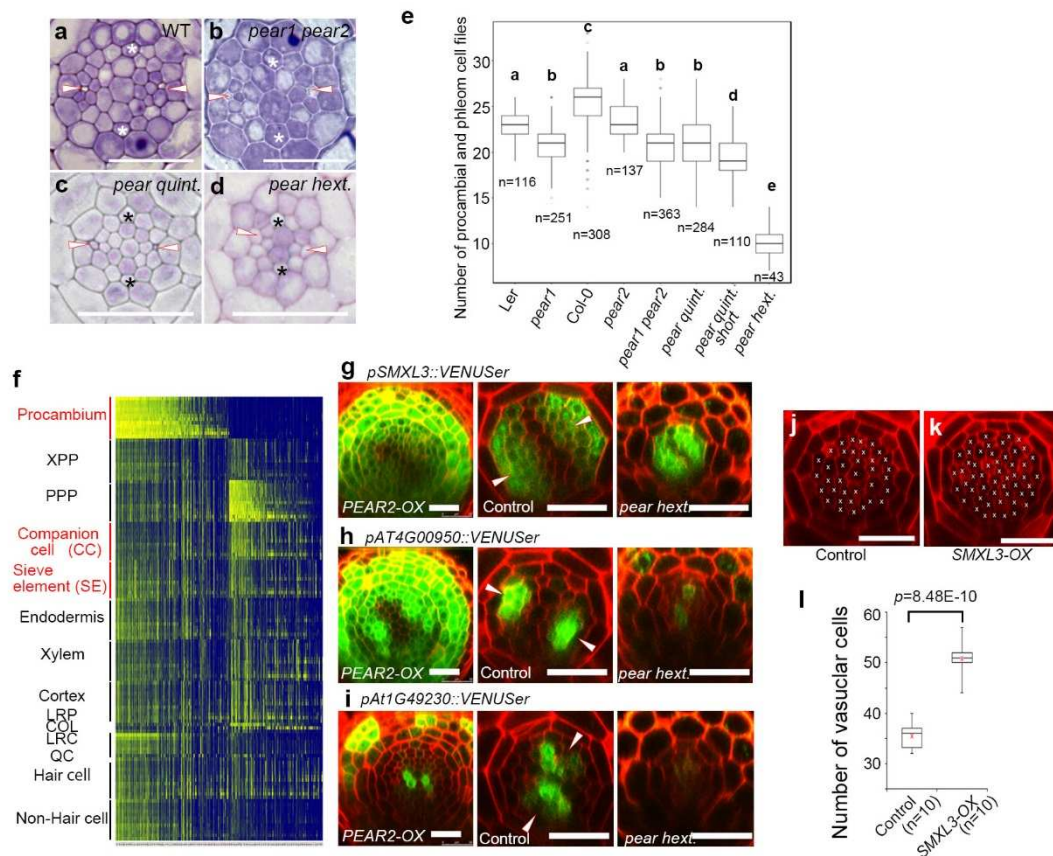 a WT
b pear1 pear2
c pear quint.
d pear hext.
*
*
*
*
*
*
*
*
e
Number of procambial and phleom cell files
30
25
20
15
10
a
b
c
a
b
b
d
e
n=116
n=251
n=308
n=137
n=363
n=284
n=110
n=43
Ler
pear1
Col-0
pear2
pear1 pear2
pear quint.
pear quint.
short
pear hext.
f
Procambium
XPP
PPP
Companion
cell (CC)
Sieve
element (SE)
Endodermis
Xylem
Cortex
LRP
COL
LRC
QC
Hair cell
Non-Hair cell
g pSMXL3::VENUSer
PEAR2-OX
Control
pear hext.
h pAT4G00950::VENUSer
PEAR2-OX
Control
pear hext.
i pAt1G49230::VENUSer
PEAR2-OX
Control
pear hext.
j
Control
k
SMXL3-OX
l
p=8.48E-10
Number of vasuclar cells
60
50
40
30
Control
(n=10)
SMXL3-OX
(n=10)